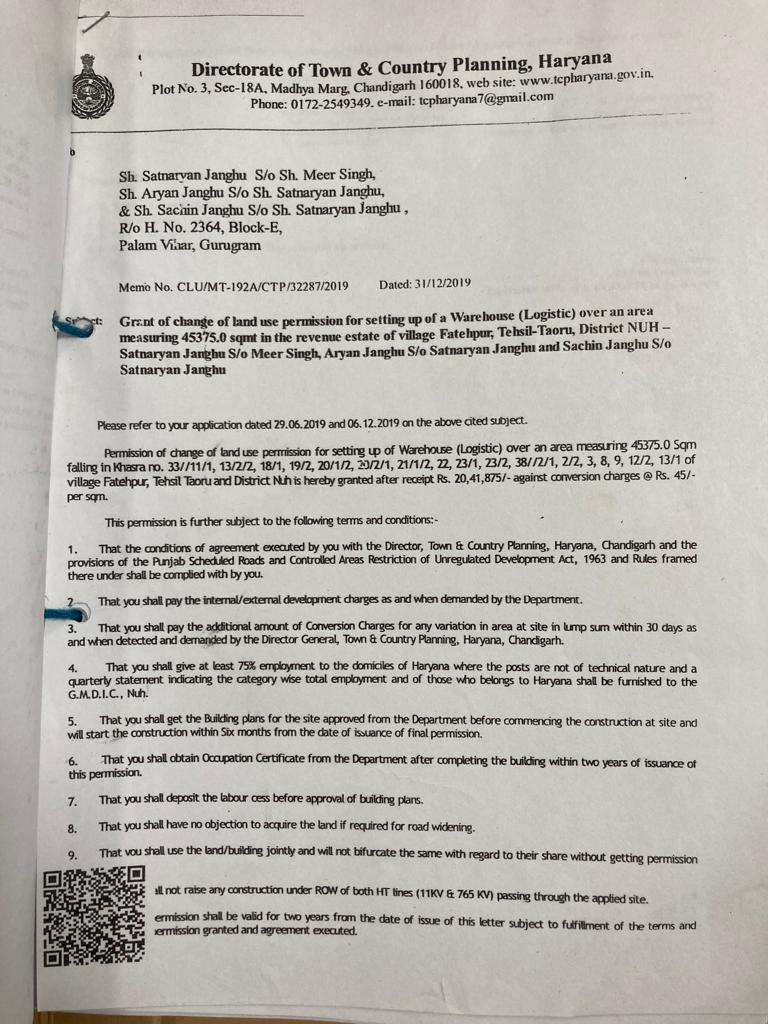 Directorate of Town & Country Planning, Haryana
Plot No. 3, Sec-18A, Madhya Marg, Chandigarh 160018, web site: www.tcpharyana.gov.in.
Phone: 0172-2549349. e-mail: tcpharyana7@gmail.com
Sh. Satnaryan Janghu S/o Sh. Meer Singh,
Sh. Aryan Janghu S/o Sh. Satnaryan Janghu,
& Sh. Sachin Janghu S/o Sh. Satnaryan Janghu ,
R/o H. No. 2364, Block-E,
Palam Vihar, Gurugram
Memo No. CLU/MT-192A/CTP/32287/2019 Dated: 31/12/2019
Subject: Grant of change of land use permission for setting up of a Warehouse (Logistic) over an area
measuring 45375.0 sqmt in the revenue estate of village Fatehpur, Tehsil-Taoru, District NUH –
Satnaryan Janghu S/o Meer Singh, Aryan Janghu S/o Satnaryan Janghu and Sachin Janghu S/o
Satnaryan Janghu
Please refer to your application dated 29.06.2019 and 06.12.2019 on the above cited subject.
Permission of change of land use permission for setting up of Warehouse (Logistic) over an area measuring 45375.0 Sqm
falling in Khasra no. 33//11/1, 13/2/2, 18/1, 19/2, 20/1/2, 20/2/1, 21/1/2, 22, 23/1, 23/2, 38//2/1, 2/2, 3, 8, 9, 12/2, 13/1 of
village Fatehpur, Tehsil Taoru and District Nuh is hereby granted after receipt Rs. 20,41,875/- against conversion charges @ Rs. 45/-
per sqm.
This permission is further subject to the following terms and conditions:-
1. That the conditions of agreement executed by you with the Director, Town & Country Planning, Haryana, Chandigarh and the
provisions of the Punjab Scheduled Roads and Controlled Areas Restriction of Unregulated Development Act, 1963 and Rules framed
there under shall be complied with by you.
2. That you shall pay the internal/external development charges as and when demanded by the Department.
3. That you shall pay the additional amount of Conversion Charges for any variation in area at site in lump sum within 30 days as
and when detected and demanded by the Director General, Town & Country Planning, Haryana, Chandigarh.
4. That you shall give at least 75% employment to the domiciles of Haryana where the posts are not of technical nature and a
quarterly statement indicating the category wise total employment and of those who belongs to Haryana shall be furnished to the
G.M.D.I.C., Nuh.
5. That you shall get the Building plans for the site approved from the Department before commencing the construction at site and
will start the construction within Six months from the date of issuance of final permission.
6. That you shall obtain Occupation Certificate from the Department after completing the building within two years of issuance of
this permission.
7. That you shall deposit the labour cess before approval of building plans.
8. That you shall have no objection to acquire the land if required for road widening.
9. That you shall use the land/building jointly and will not bifurcate the same with regard to their share without getting permission
all not raise any construction under ROW of both HT lines (11KV & 765 KV) passing through the applied site.
ermission shall be valid for two years from the date of issue of this letter subject to fulfillment of the terms and
ermission granted and agreement executed.